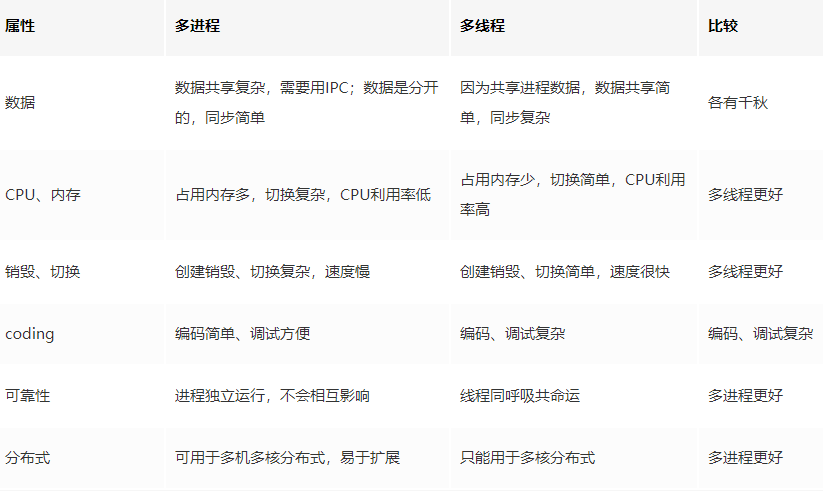 属性 多进程 多线程 比较
数据共享复杂，需要用IPC；数据是分开
的，同步简单
因为共享进程数据，数据共享简
单，同步复杂
数据
各有千秋
CPU、内存
占用内存多，切换复杂，CPU利用率低
占用内存少，切换简单，CPU利用
率高
多线程更好
销毁、切换 创建销毁、切换复杂，速度慢 创建销毁、切换简单，速度很快 多线程更好
coding 编码简单、调试方便 编码、调试复杂 编码、调试复杂
可靠性 进程独立运行，不会相互影响 线程同呼吸共命运 多进程更好
分布式 可用于多机多核分布式，易于扩展 只能用于多核分布式 多进程更好